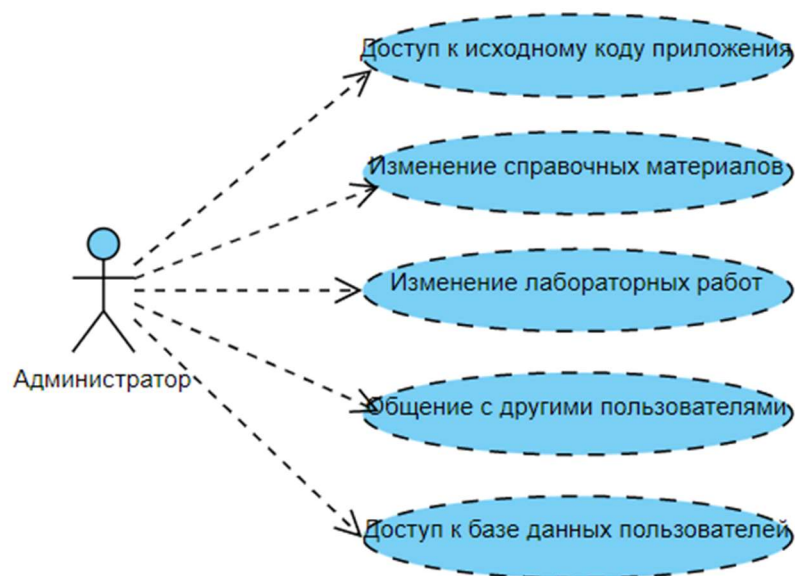 Доступ к исходному коду приложения
Изменение справочных материалов
Изменение лабораторных работ
Администратор
Общение с другими пользователями
Доступ к базе данных пользователей